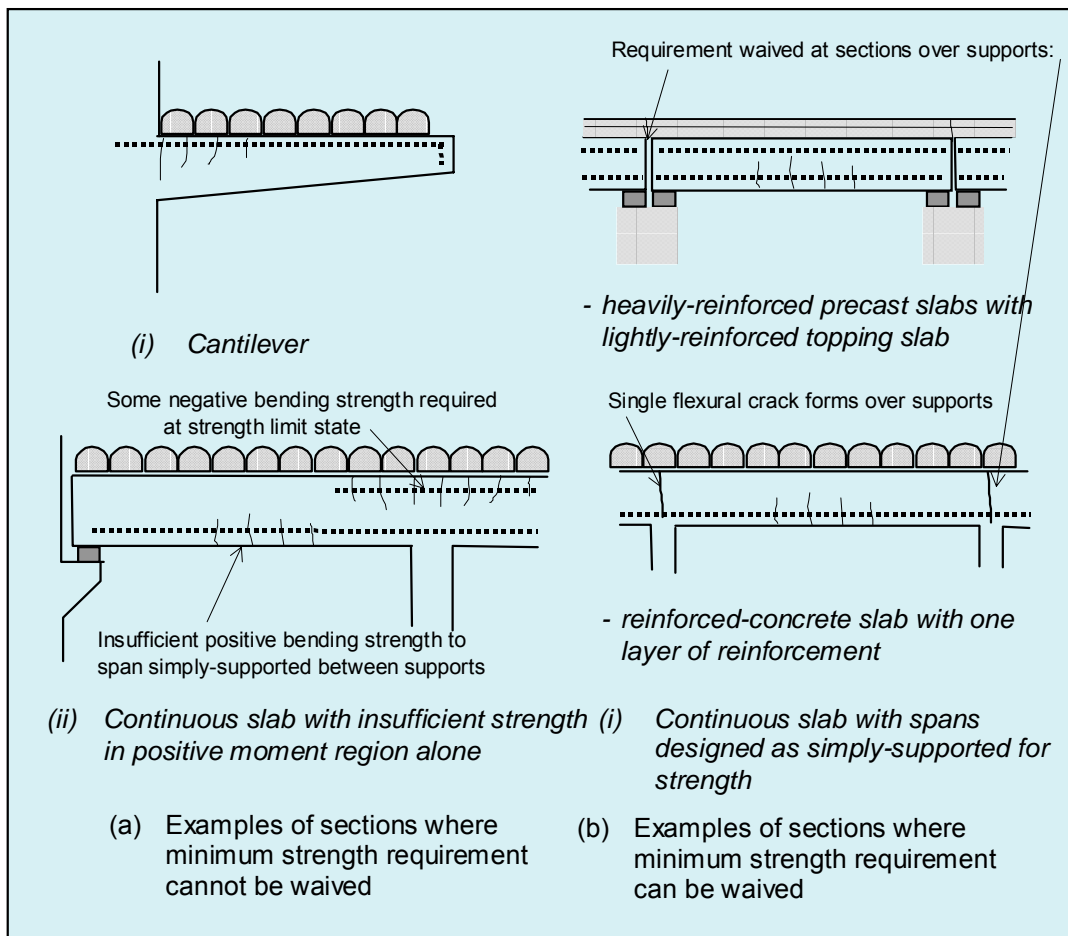 (i) Cantilever
Some negative bending strength required
at strength limit state
Insufficient positive bending strength to
span simply-supported between supports
(ii) Continuous slab with insufficient strength
in positive moment region alone
(a) Examples of sections where
minimum strength requirement
cannot be waived
Requirement waived at sections over supports:
- heavily-reinforced precast slabs with
lightly-reinforced topping slab
Single flexural crack forms over supports
- reinforced-concrete slab with one
layer of reinforcement
(i) Continuous slab with spans
designed as simply-supported for
strength
(b) Examples of sections where
minimum strength requirement
can be waived